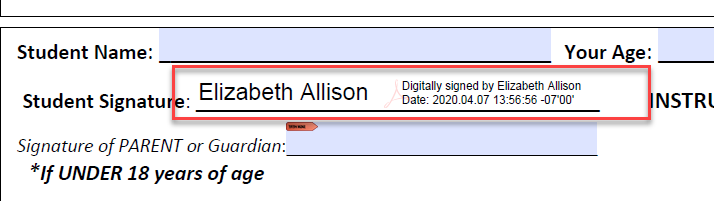 Student Name: Your Age:
Student Signature: Elizabeth Allison Digitally signed by Elizabeth Allison
Date: 2020.04.07 13:56:56 -07'00'
INSTRU
Signature of PARENT or Guardian:
*If UNDER 18 years of age